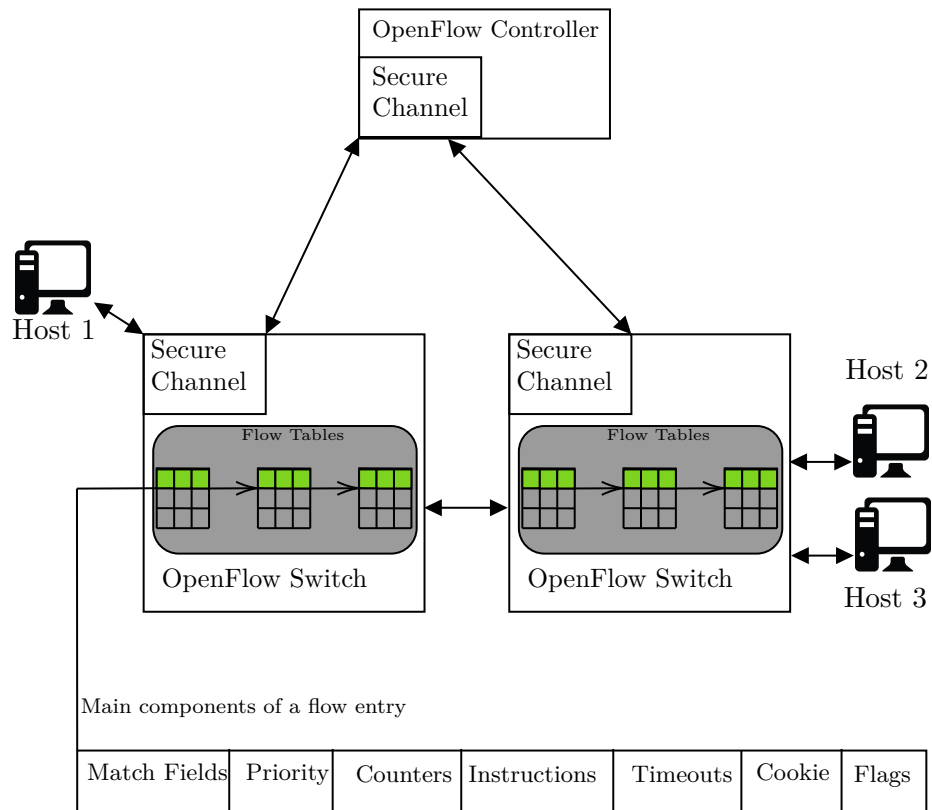 OpenFlow Controller
Secure
Channel
Host 1
Secure
Channel
Flow Tables
OpenFlow Switch
Secure
Channel
Flow Tables
OpenFlow Switch
Host 2
Host 3
Main components of a flow entry
Match Fields Priority Counters Instructions Timeouts Cookie Flags